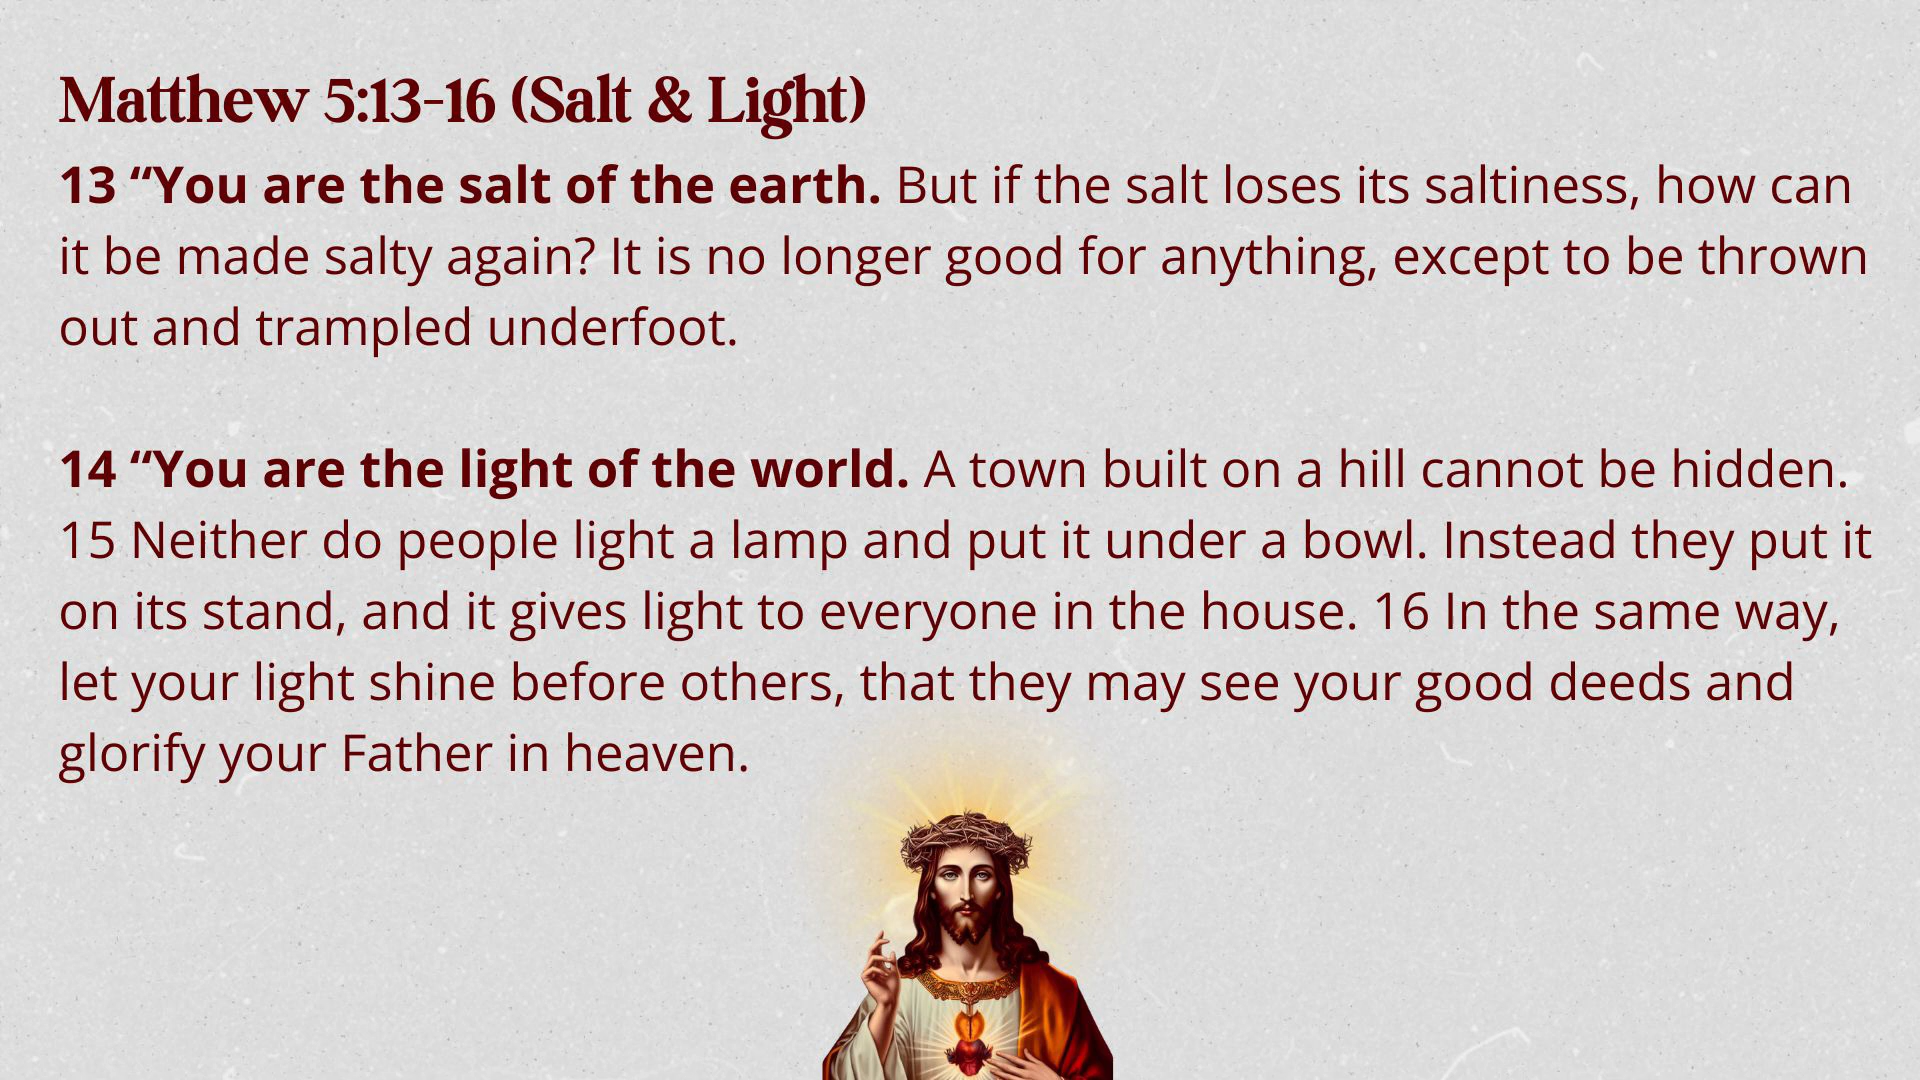 Matthew 5:13-16 (Salt & Light)
13 “You are the salt of the earth. But if the salt loses its saltiness, how can
it be made salty again? It is no longer good for anything, except to be thrown
out and trampled underfoot.
14 “You are the light of the world. A town built on a hill cannot be hidden.
15 Neither do people light a lamp and put it under a bowl. Instead they put it
on its stand, and it gives light to everyone in the house. 16 In the same way,
let your light shine before others, that they may see your good deeds and
glorify your Father in heaven.